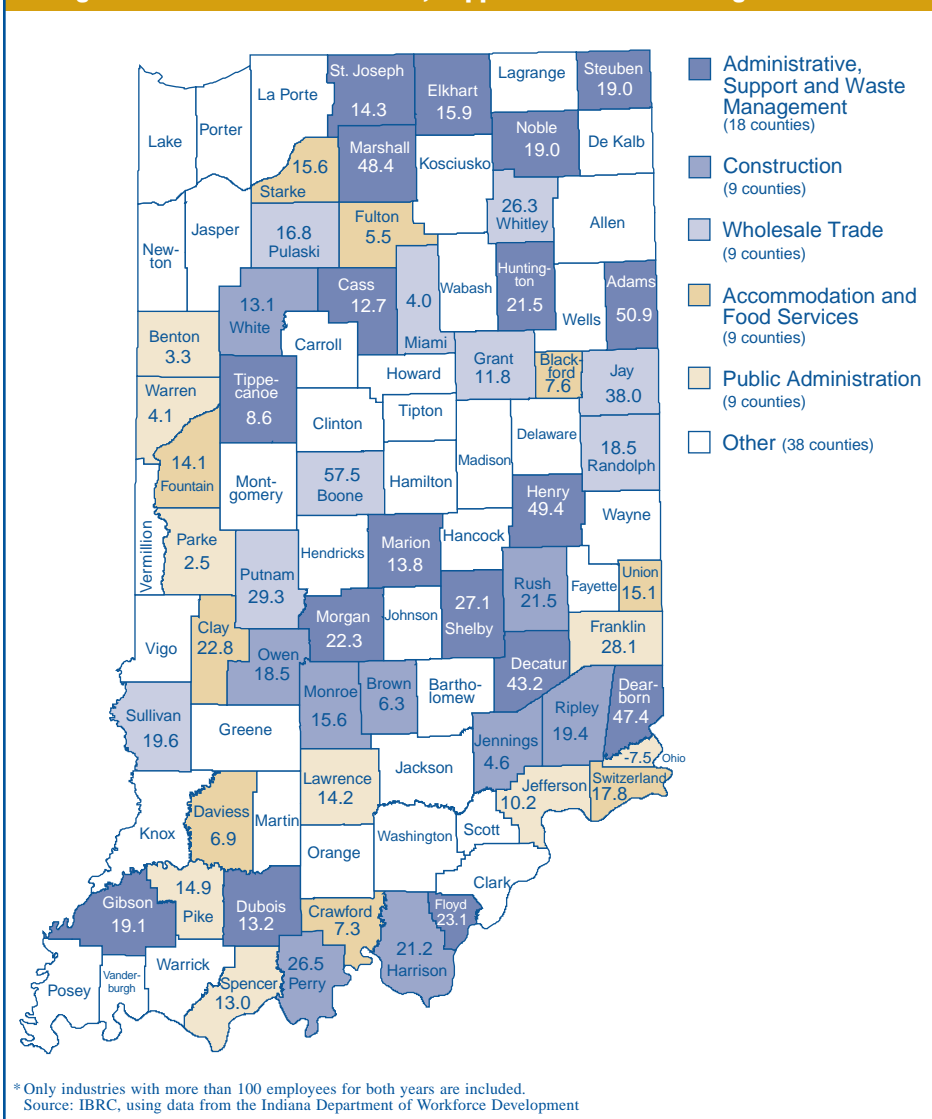 Administrative,
Support and Waste
Management
(18 counties)
Construction
(9 counties)
Wholesale Trade
(9 counties)
Accommodation and
Food Services
(9 counties)
Public Administration
(9 counties)
Other (38 counties)
Lake
Porter
La Porte
St. Joseph
14.3
Elkhart
15.9
Lagrange
Steuben
19.0
Noble
19.0
De Kalb
15.6
Starke
Marshall
48.4
Kosciusko
26.3
Whitley
Allen
New-
ton
Jasper
16.8
Pulaski
Fulton
5.5
Cass
12.7
4.0
Miami
Wabash
Hunting-
ton
21.5
Wells
Adams
50.9
13.1
White
Carroll
Benton
3.3
Howard
Grant
11.8
Black-
ford
7.6
Jay
38.0
Warren
4.1
Tippe-
canoe
8.6
Clinton
Tipton
Madison
Delaware
18.5
Randolph
14.1
Fountain
Mont-
gomery
57.5
Boone
Hamilton
Henry
49.4
Wayne
Vermillion
Parke
2.5
Putnam
29.3
Hendricks
Marion
13.8
Hancock
Rush
21.5
Fayette
Union
15.1
Vigo
Clay
22.8
Owen
18.5
Morgan
22.3
Johnson
27.1
Shelby
Franklin
28.1
Decatur
43.2
Dear-
born
47.4
Sullivan
19.6
Greene
Monroe
15.6
Brown
6.3
Bartho-
lomew
Jennings
4.6
Ripley
19.4
-7.5
Ohio
Switzerland
17.8
Jefferson
10.2
Jackson
Lawrence
14.2
Knox
Daviess
6.9
Martin
Orange
Washington
Scott
Clark
Gibson
19.1
14.9
Pike
Dubois
13.2
Crawford
7.3
Floyd
23.1
21.2
Harrison
26.5
Perry
Spencer
13.0
Warrick
Vander-
burgh
Posey
* Only industries with more than 100 employees for both years are included.
Source: IBRC, using data from the Indiana Department of Workforce Development